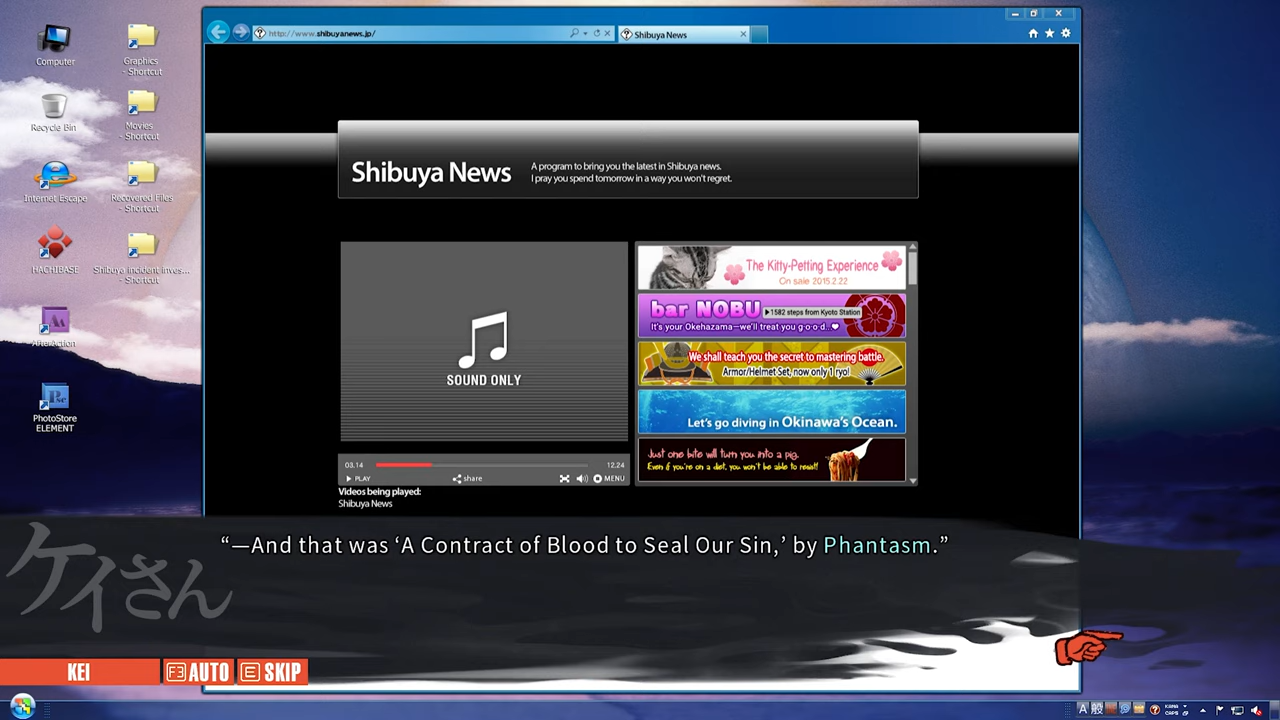 Computer
Graphics
- Shortcut
Recycle Bin
Movies
- Shortcut
Internet Escape
Recovered Files
- Shortcut
HACHIBASE
Shibuya incident inves...
- Shortcut
AfterAction
PhotoStore
ELEMENT
http://www.shibuyanews.jp/
Shibuya News
Shibuya News
A program to bring you the latest in Shibuya news.
I pray you spend tomorrow in a way you won't regret.
SOUND ONLY
03.14
12.24
PLAY
share
MENU
Videos being played:
Shibuya News
The Kitty-Petting Experience
On sale 2015.2.22
bar NOBU
1582 steps from Kyoto Station
It's your Okehazama—we'll treat you g·o·o·d...♥
We shall teach you the secret to mastering battle.
Armor/Helmet Set, now only 1 ryo!
Let's go diving in Okinawa's Ocean.
Just one bite will turn you into a pig.
Even if you're on a diet, you won't be able to resist!
ケイさん
“—And that was ‘A Contract of Blood to Seal Our Sin,’ by Phantasm.”
KEI
F3 AUTO
E SKIP
A 般
KANA
CAPS